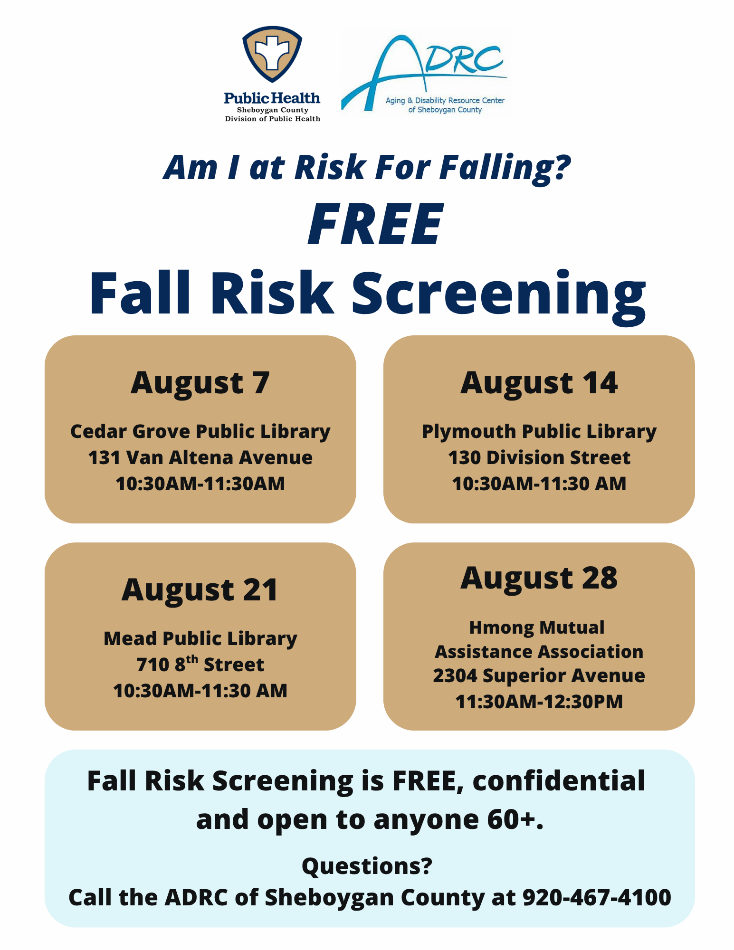 Public Health
Sheboygan County
Division of Public Health
ADRC
Aging & Disability Resource Center
of Sheboygan County
Am I at Risk For Falling?
FREE
Fall Risk Screening
August 7
Cedar Grove Public Library
131 Van Altena Avenue
10:30AM-11:30AM
August 14
Plymouth Public Library
130 Division Street
10:30AM-11:30 AM
August 21
Mead Public Library
710 8th Street
10:30AM-11:30 AM
August 28
Hmong Mutual
Assistance Association
2304 Superior Avenue
11:30AM-12:30PM
Fall Risk Screening is FREE, confidential
and open to anyone 60+.
Questions?
Call the ADRC of Sheboygan County at 920-467-4100